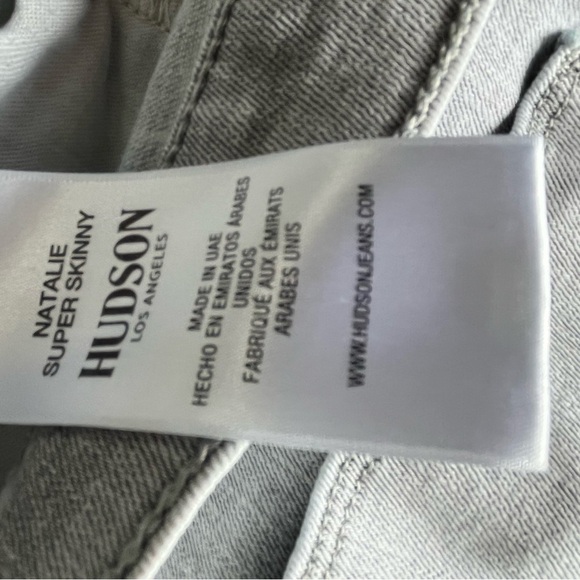 NATALIE
SUPER SKINNY
HUDSON
LOS ANGELES
MADE IN UAE
HECHO EN EMIRATOS ÁRABES
UNIDOS
FABRIQUÉ AUX ÉMIRATS
ARABES UNIS
WWW.HUDSONJEANS.COM